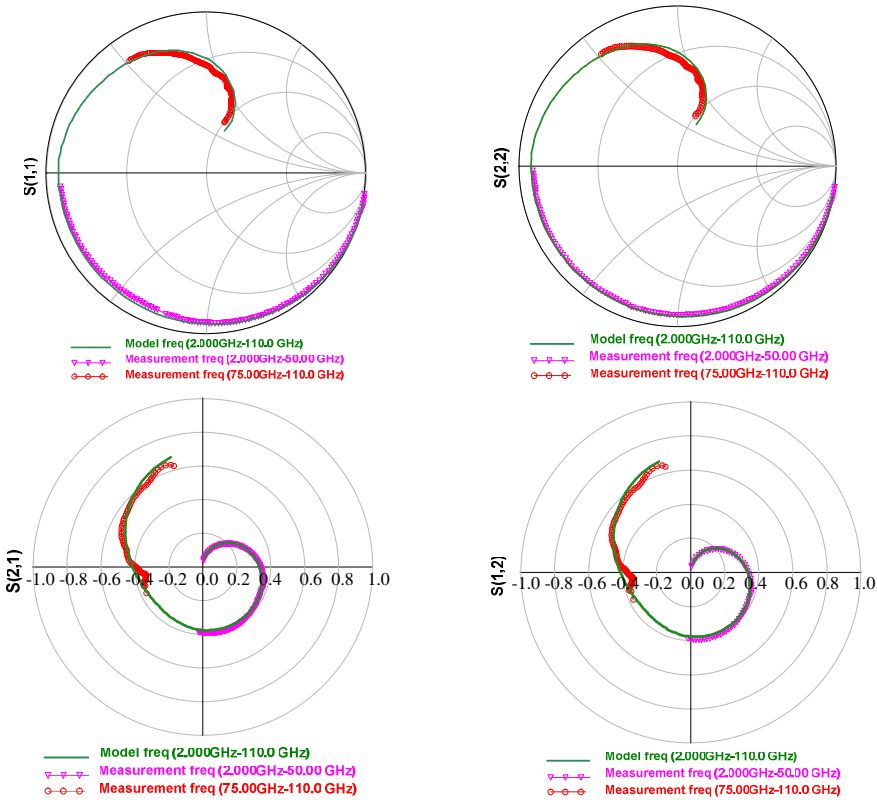 S(1,1)
Model freq (2.000GHz-110.0 GHz)
Measurement freq (2.000GHz-50.00 GHz)
Measurement freq (75.00GHz-110.0 GHz)
S(2,2)
Model freq (2.000GHz-110.0 GHz)
Measurement freq (2.000GHz-50.00 GHz)
Measurement freq (75.00GHz-110.0 GHz)
S(2,1)
-1.0 -0.8 -0.6 -0.4 -0.2 0.0 0.2 0.4 0.6 0.8 1.0
Model freq (2.000GHz-110.0 GHz)
Measurement freq (2.000GHz-50.00 GHz)
Measurement freq (75.00GHz-110.0 GHz)
S(1,2)
-1.0 -0.8 -0.6 -0.4 -0.2 0.0 0.2 0.4 0.6 0.8 1.0
Model freq (2.000GHz-110.0 GHz)
Measurement freq (2.000GHz-50.00 GHz)
Measurement freq (75.00GHz-110.0 GHz)